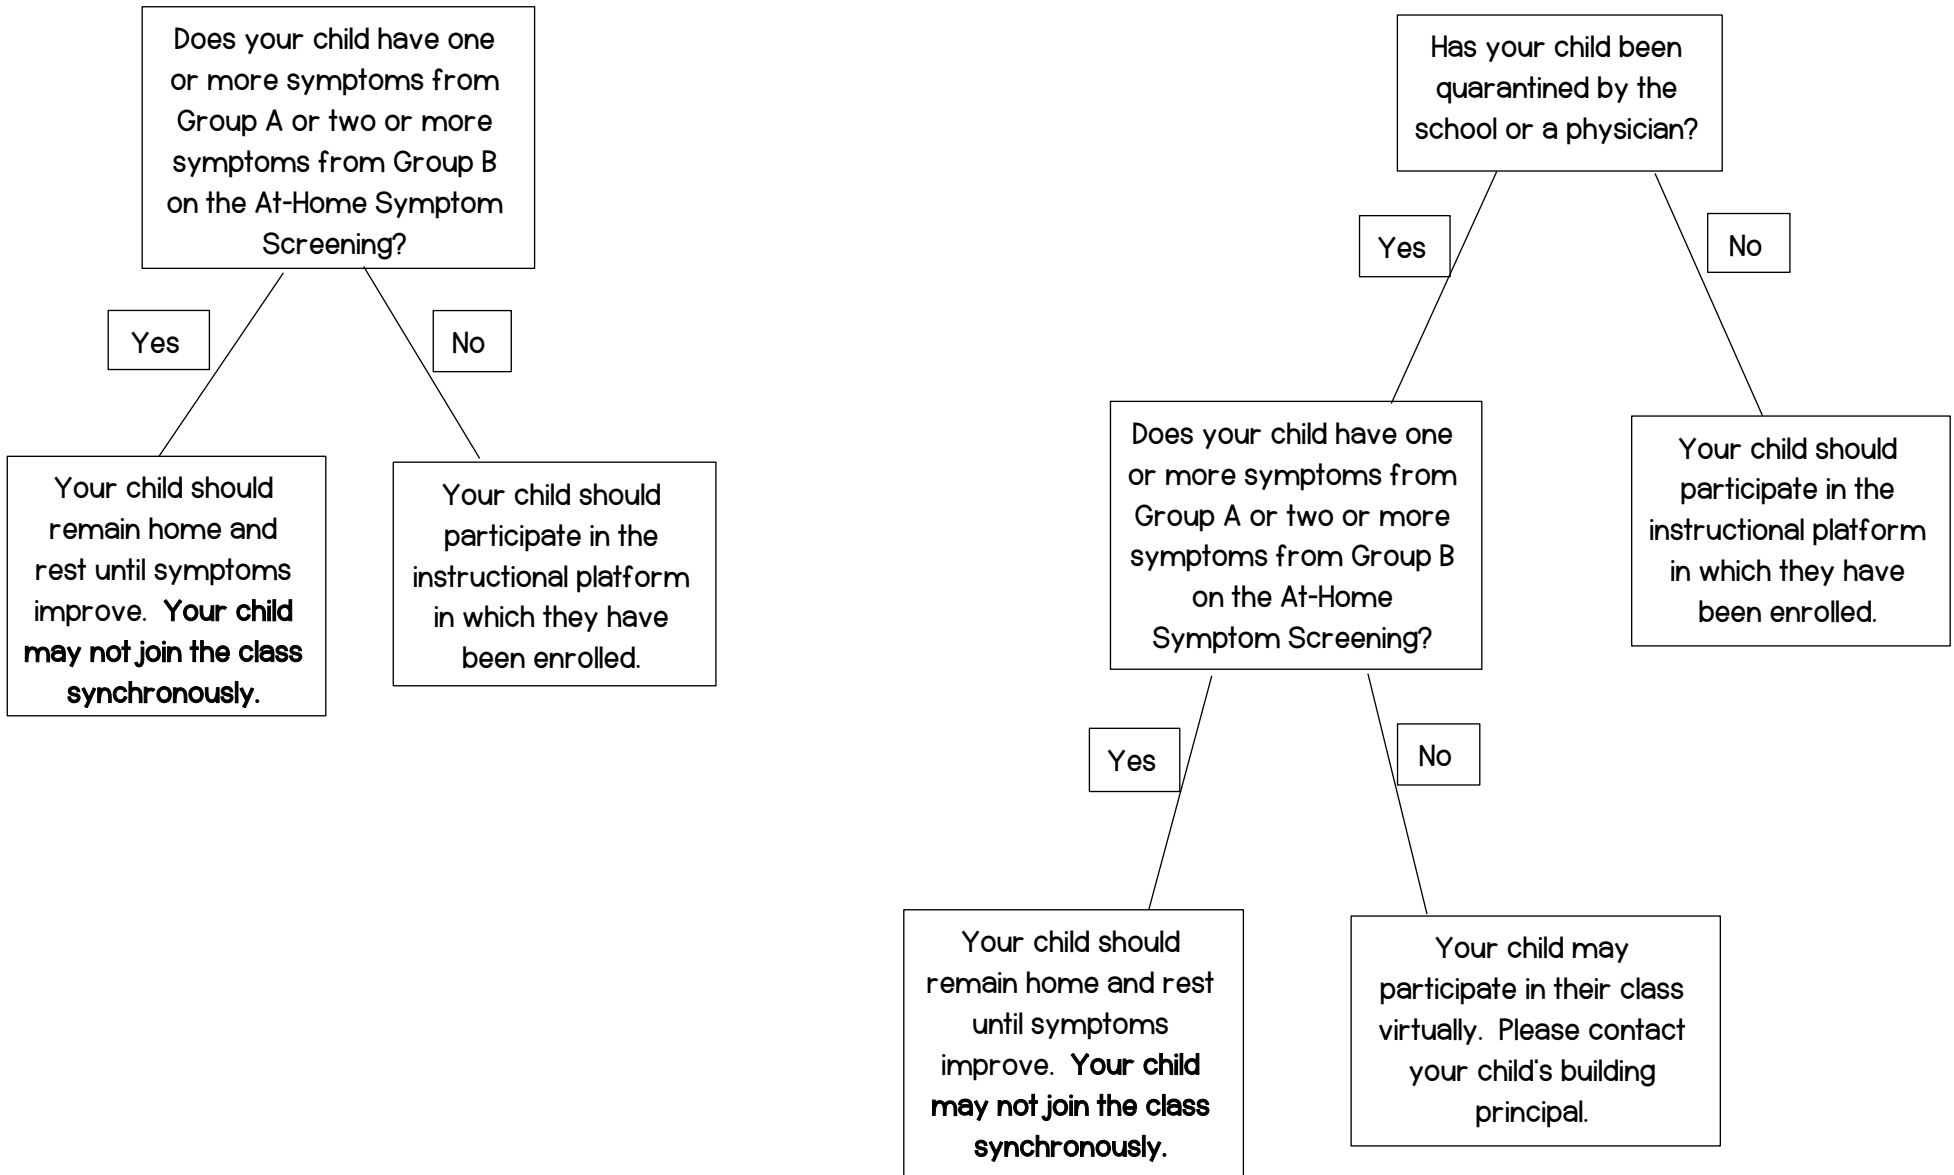 Does your child have one
or more symptoms from
Group A or two or more
symptoms from Group B
on the At-Home Symptom
Screening?
Yes
No
Your child should
remain home and
rest until symptoms
improve.  Your child
may not join the class
synchronously.
Your child should
participate in the
instructional platform
in which they have
been enrolled.
Has your child been
quarantined by the
school or a physician?
Yes
No
Does your child have one
or more symptoms from
Group A or two or more
symptoms from Group B
on the At-Home
Symptom Screening?
Your child should
participate in the
instructional platform
in which they have
been enrolled.
Yes
No
Your child should
remain home and rest
until symptoms
improve.  Your child
may not join the class
synchronously.
Your child may
participate in their class
virtually.  Please contact
your child's building
principal.